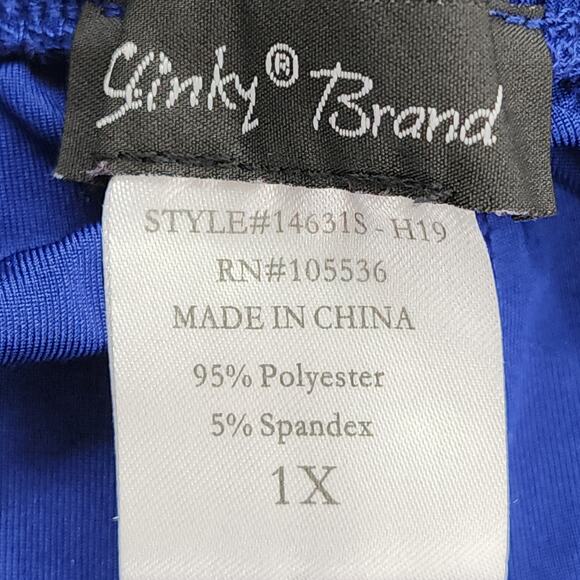 Slinky® Brand
STYLE#14631S - H19
RN#105536
MADE IN CHINA
95% Polyester
5% Spandex
1X